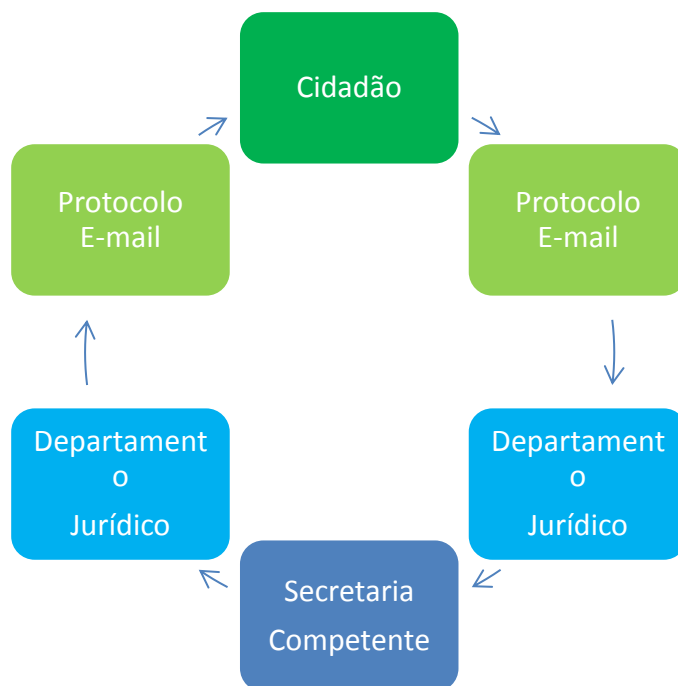 Cidadão
Protocolo
E-mail
Protocolo
E-mail
Departament
o
Jurídico
Departament
o
Jurídico
Secretaria
Competente